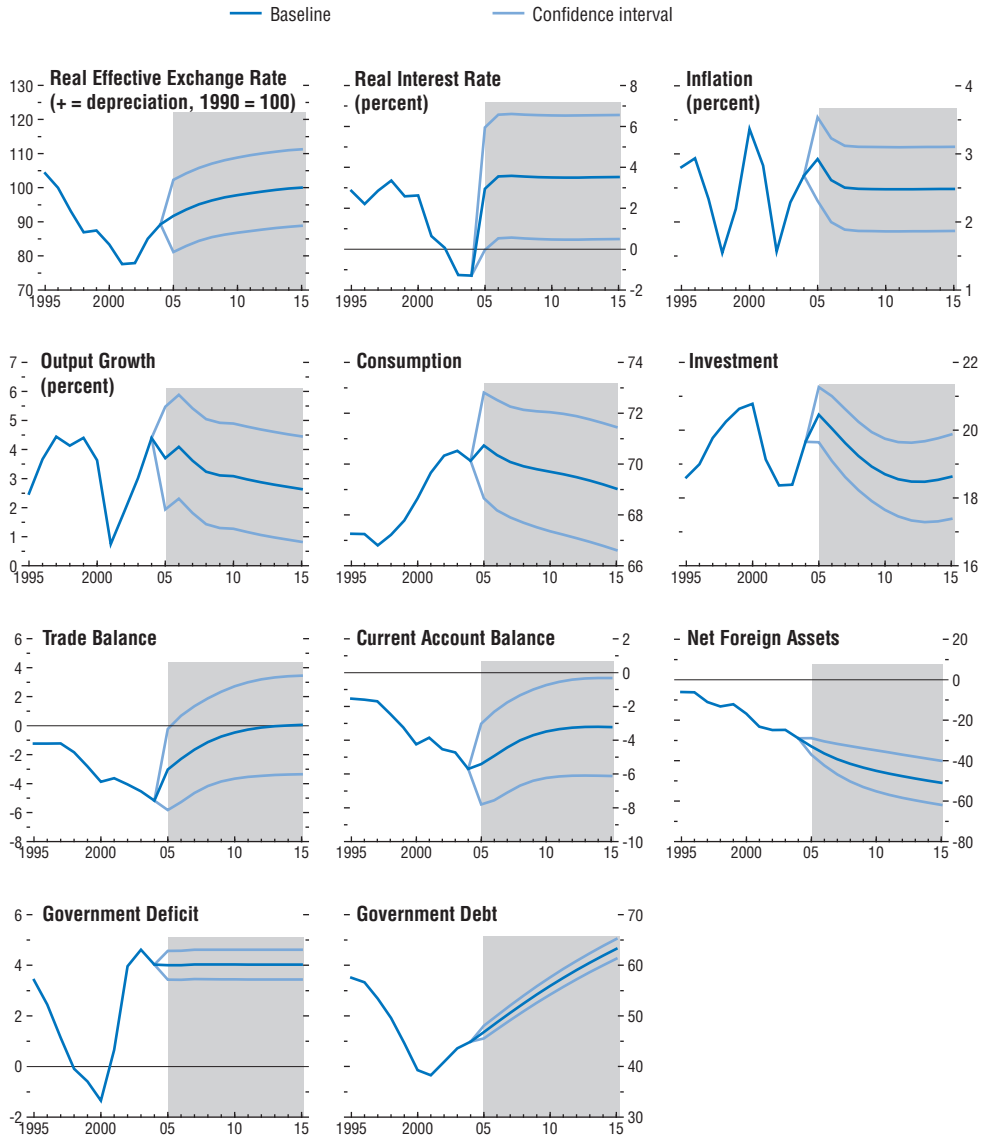 Baseline
Confidence interval
Real Effective Exchange Rate
(+ = depreciation, 1990 = 100)
130
120
110
100
90
80
70
1995 2000 05 10 15
Real Interest Rate
(percent)
8
6
4
2
0
-2
1995 2000 05 10 15
Inflation
(percent)
4
3
2
1
1995 2000 05 10 15
Output Growth
(percent)
7
6
5
4
3
2
1
0
1995 2000 05 10 15
Consumption
74
72
70
68
66
1995 2000 05 10 15
Investment
22
20
18
16
1995 2000 05 10 15
Trade Balance
6
4
2
0
-2
-4
-6
-8
1995 2000 05 10 15
Current Account Balance
2
0
-2
-4
-6
-8
-10
1995 2000 05 10 15
Net Foreign Assets
20
0
-20
-40
-60
-80
1995 2000 05 10 15
Government Deficit
6
4
2
0
-2
1995 2000 05 10 15
Government Debt
70
60
50
40
30
1995 2000 05 10 15